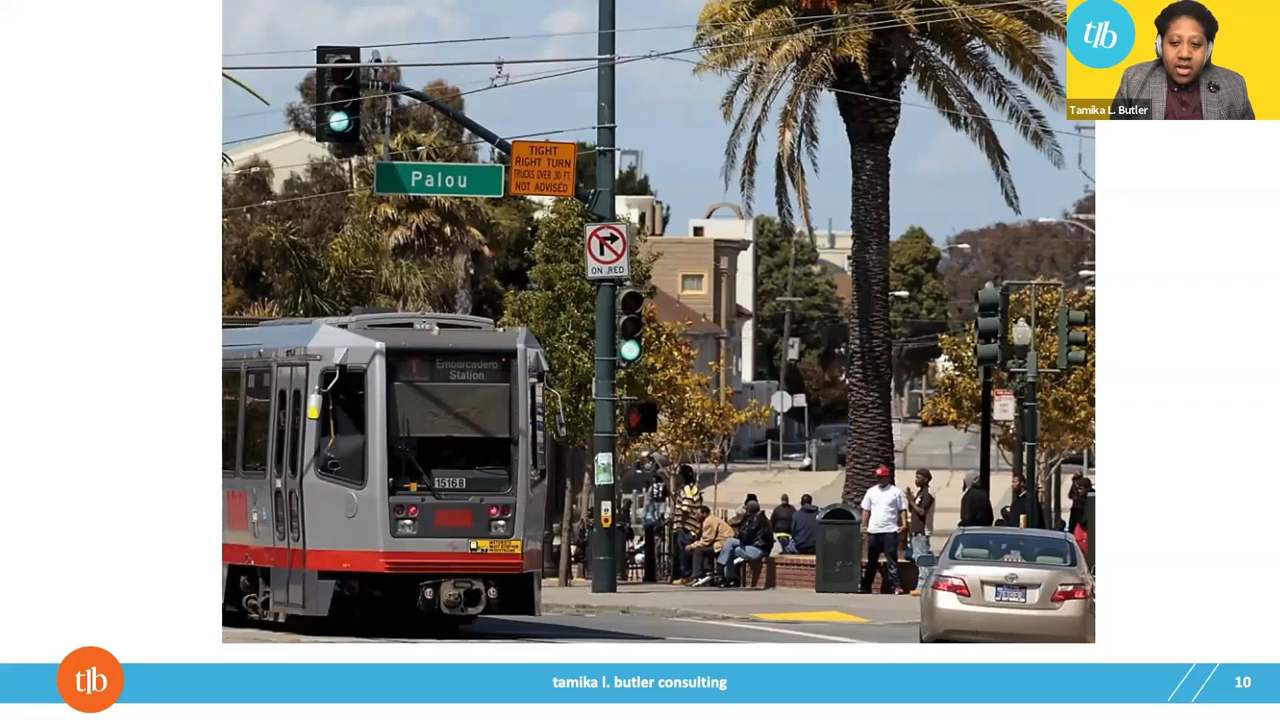 tlb
Tamika L. Butler
TIGHT
RIGHT TURN
TRUCKS OVER 30 FT.
NOT ADVISED
Palou
ON RED
T
Embarcadero
Station
1516B
tlb
tamika l. butler consulting
10